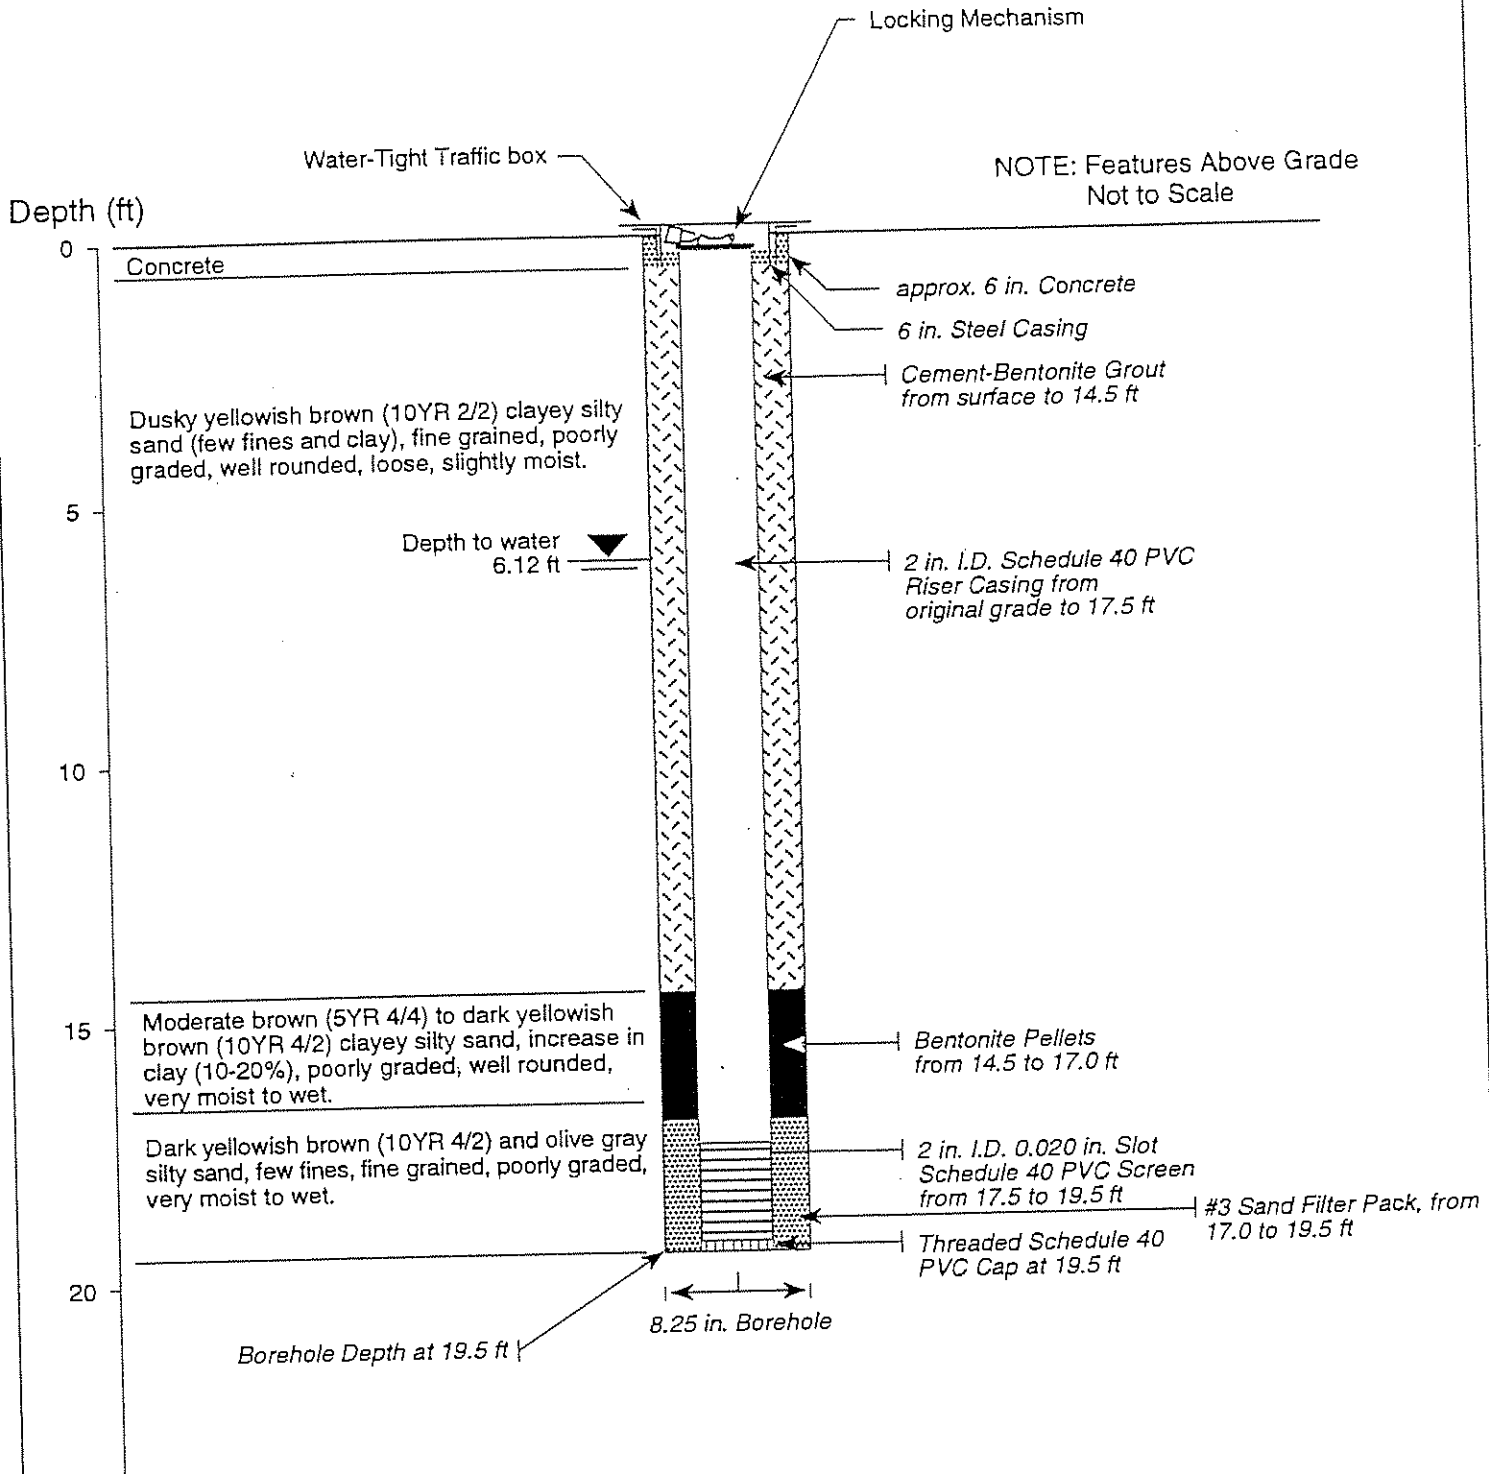 Locking Mechanism
Water-Tight Traffic box
NOTE: Features Above Grade
Not to Scale
Depth (ft)
0
Concrete
approx. 6 in. Concrete
6 in. Steel Casing
Cement-Bentonite Grout
from surface to 14.5 ft
Dusky yellowish brown (10YR 2/2) clayey silty
sand (few fines and clay), fine grained, poorly
graded, well rounded, loose, slightly moist.
5
Depth to water
6.12 ft
2 in. I.D. Schedule 40 PVC
Riser Casing from
original grade to 17.5 ft
10
15
Moderate brown (5YR 4/4) to dark yellowish
brown (10YR 4/2) clayey silty sand, increase in
clay (10-20%), poorly graded, well rounded,
very moist to wet.
Bentonite Pellets
from 14.5 to 17.0 ft
Dark yellowish brown (10YR 4/2) and olive gray
silty sand, few fines, fine grained, poorly graded,
very moist to wet.
2 in. I.D. 0.020 in. Slot
Schedule 40 PVC Screen
from 17.5 to 19.5 ft
#3 Sand Filter Pack, from
17.0 to 19.5 ft
Threaded Schedule 40
PVC Cap at 19.5 ft
20
8.25 in. Borehole
Borehole Depth at 19.5 ft